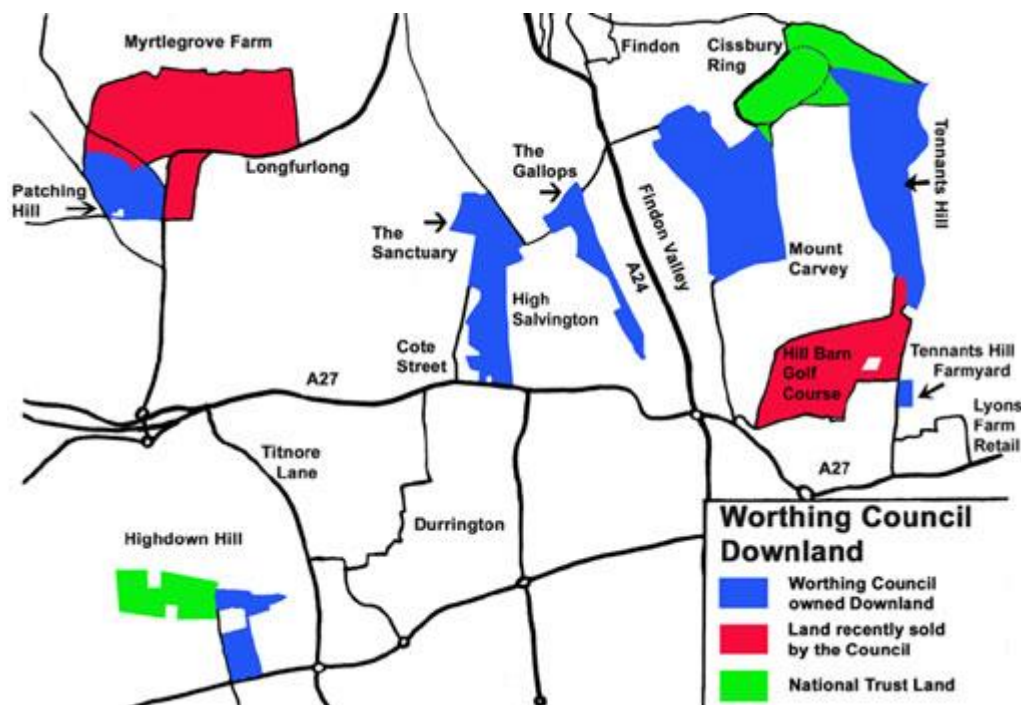 Myrtlegrove Farm
Findon
Cissbury
Ring
Longfurlong
Patching
Hill
The
Gallops
Tennants Hill
The
Sanctuary
Findon Valley
A24
Mount
Carvey
High
Salvington
Cote
Street
A27
Hill Barn
Golf
Course
Tennants Hill
Farmyard
Lyons
Farm
Retail
A27
Titnore
Lane
Durrington
Highdown Hill
Worthing Council
Downland
Worthing Council
owned Downland
Land recently sold
by the Council
National Trust Land